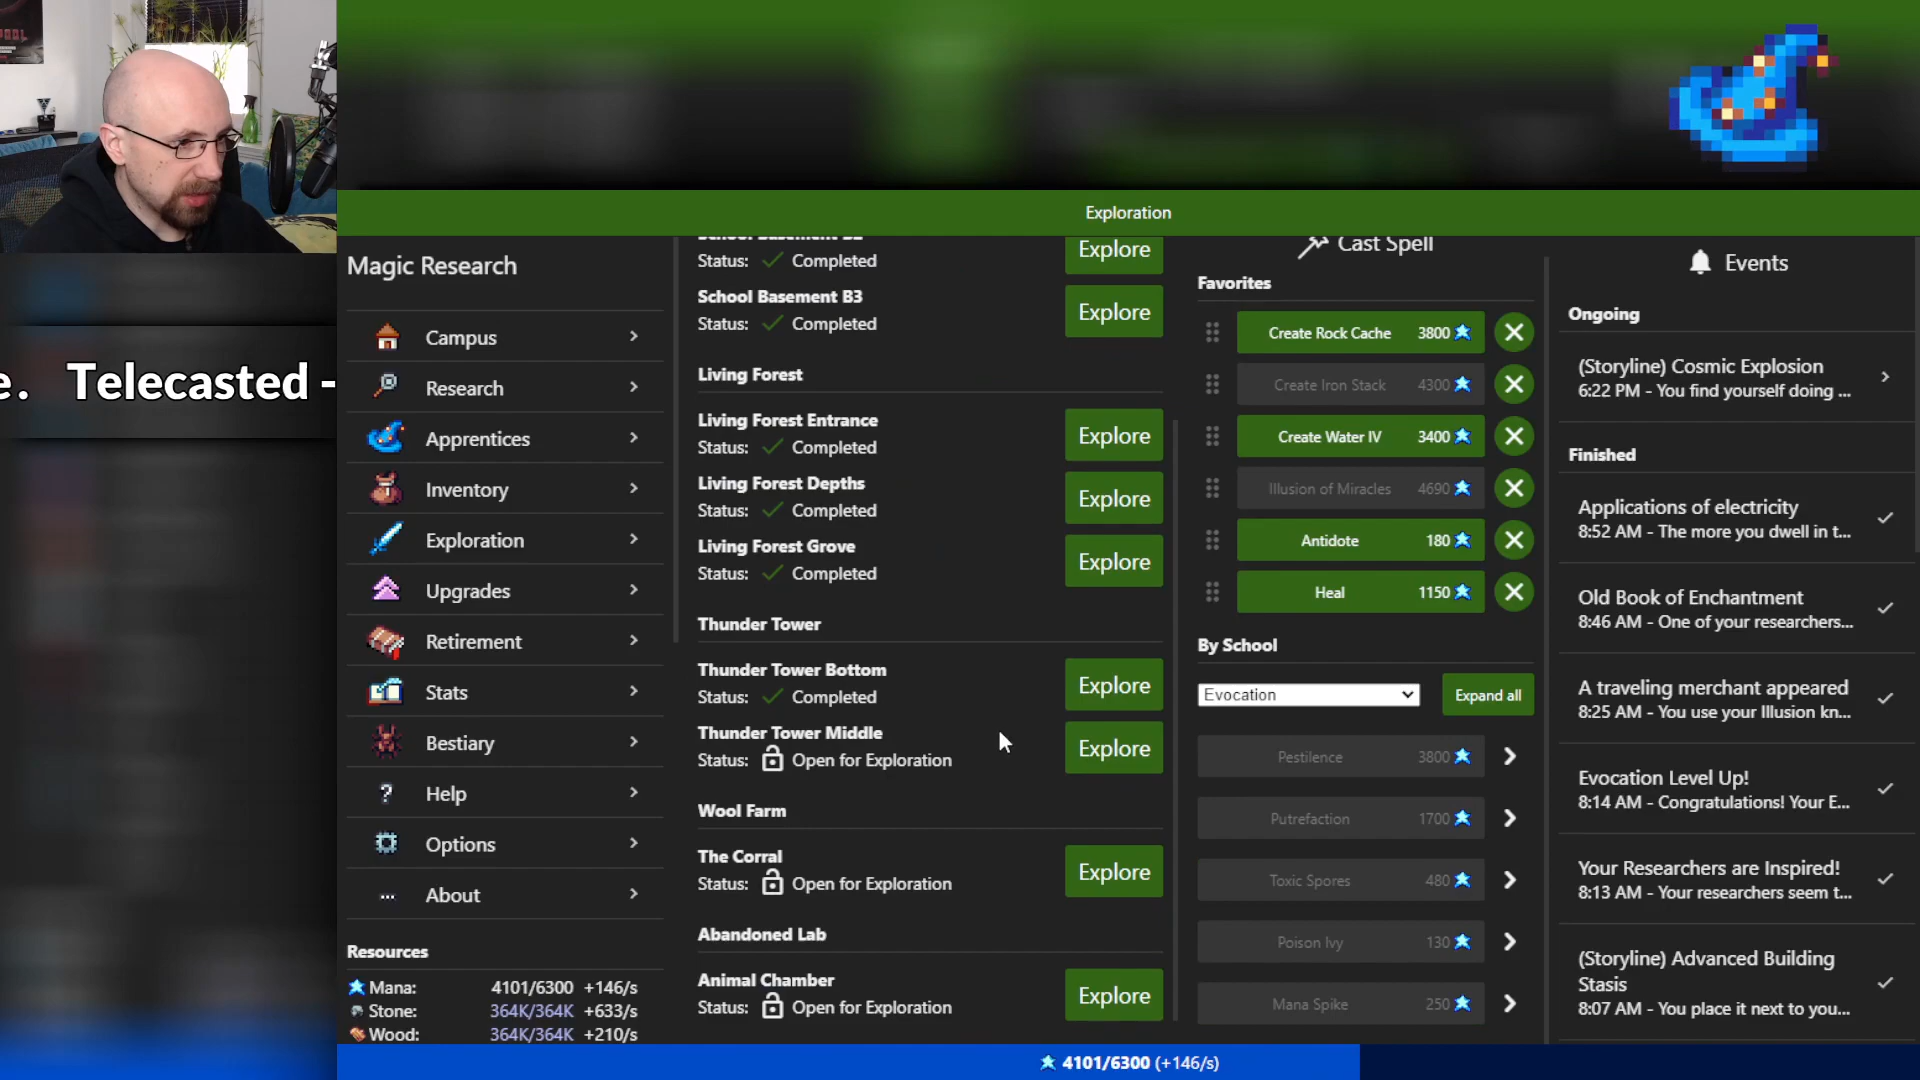 POOL
Exploration
Magic Research
Campus
Research
Apprentices
Inventory
Exploration
Upgrades
Retirement
Stats
Bestiary
Help
Options
About
Resources
Mana: 4101/6300 +146/s
Stone: 364K/364K +633/s
Wood: 364K/364K +210/s
e. Telecasted -
School Basement B2
Status: Completed
Explore
School Basement B3
Status: Completed
Explore
Living Forest
Living Forest Entrance
Status: Completed
Explore
Living Forest Depths
Status: Completed
Explore
Living Forest Grove
Status: Completed
Explore
Thunder Tower
Thunder Tower Bottom
Status: Completed
Explore
Thunder Tower Middle
Status: Open for Exploration
Explore
Wool Farm
The Corral
Status: Open for Exploration
Explore
Abandoned Lab
Animal Chamber
Status: Open for Exploration
Explore
Cast Spell
Favorites
Create Rock Cache 3800
Create Iron Stack 4300
Create Water IV 3400
Illusion of Miracles 4690
Antidote 180
Heal 1150
By School
Evocation
Expand all
Pestilence 3800
Putrefaction 1700
Toxic Spores 480
Poison Ivy 130
Mana Spike 250
Events
Ongoing
(Storyline) Cosmic Explosion
6:22 PM - You find yourself doing ...
Finished
Applications of electricity
8:52 AM - The more you dwell in t...
Old Book of Enchantment
8:46 AM - One of your researchers...
A traveling merchant appeared
8:25 AM - You use your Illusion kn...
Evocation Level Up!
8:14 AM - Congratulations! Your E...
Your Researchers are Inspired!
8:13 AM - Your researchers seem t...
(Storyline) Advanced Building
Stasis
8:07 AM - You place it next to you...
4101/6300 (+146/s)